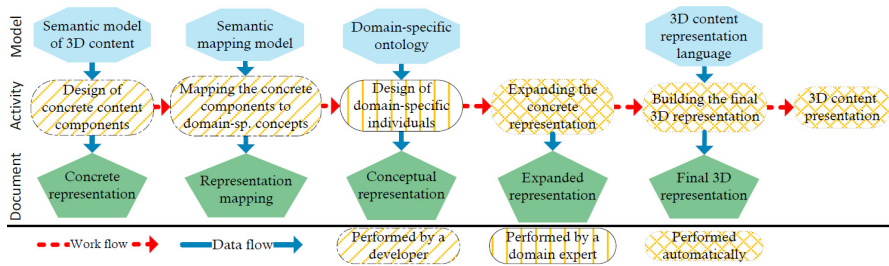 Model
Semantic model
of 3D content
Semantic
mapping model
Domain-specific
ontology
3D content
representation
language
Activity
Design of
concrete content
components
Mapping the concrete
components to
domain-sp. concepts
Design of
domain-specific
individuals
Expanding the
concrete
representation
Building the final
3D representation
3D content
presentation
Document
Concrete
representation
Representation
mapping
Conceptual
representation
Expanded
representation
Final 3D
representation
Work flow
Data flow
Performed by a
developer
Performed by a
domain expert
Performed
automatically